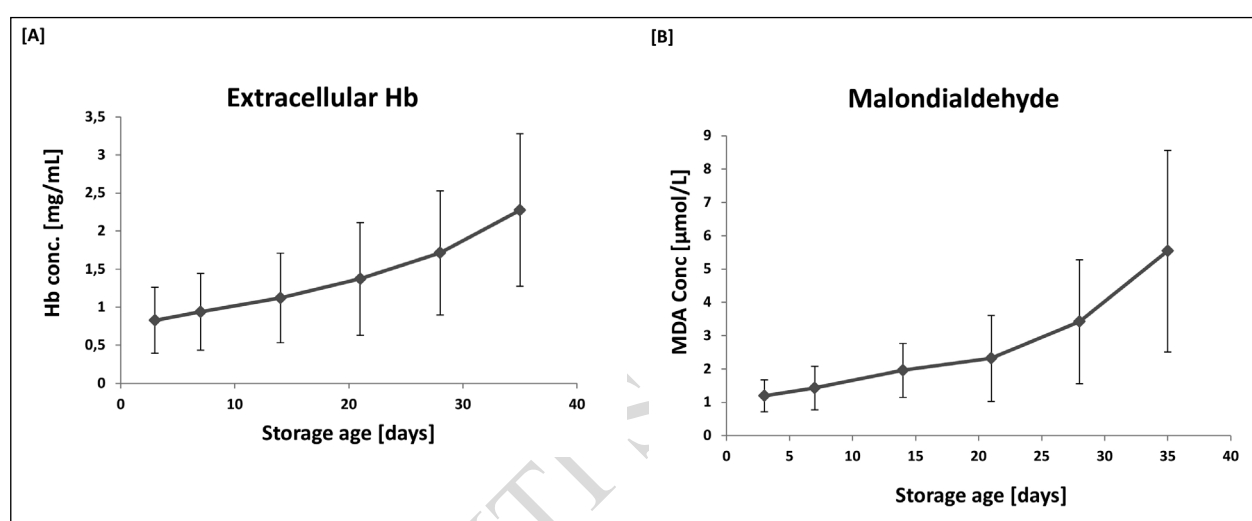 [A]
Extracellular Hb
Hb conc. [mg/mL]
3,5
3
2,5
2
1,5
1
0,5
0
0 10 20 30 40
Storage age [days]
[B]
Malondialdehyde
MDA Conc [µmol/L]
9
8
7
6
5
4
3
2
1
0
0 5 10 15 20 25 30 35 40
Storage age [days]